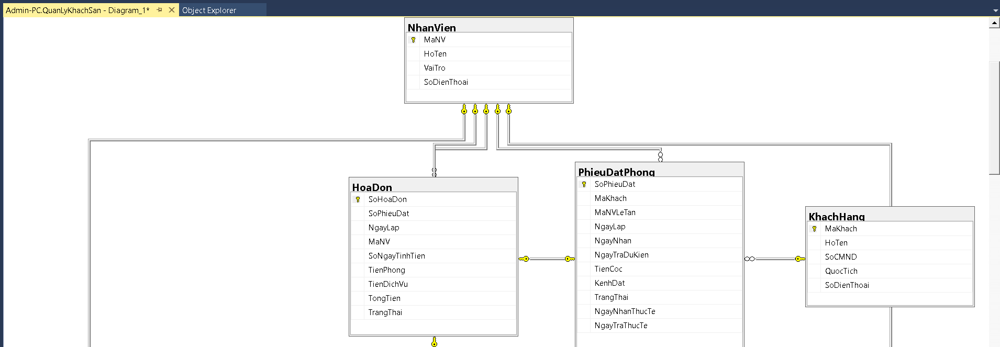 Admin-PC.QuanLyKhachSan - Diagram_1*
Object Explorer
NhanVien
MaNV
HoTen
VaiTro
SoDienThoai
HoaDon
SoHoaDon
SoPhieuDat
NgayLap
MaNV
SoNgayTinhTien
TienPhong
TienDichVu
TongTien
TrangThai
PhieuDatPhong
SoPhieuDat
MaKhach
MaNVLeTan
NgayLap
NgayNhan
NgayTraDuKien
TienCoc
KenhDat
TrangThai
NgayNhanThucTe
NgayTraThucTe
KhachHang
MaKhach
HoTen
SoCMND
QuocTich
SoDienThoai